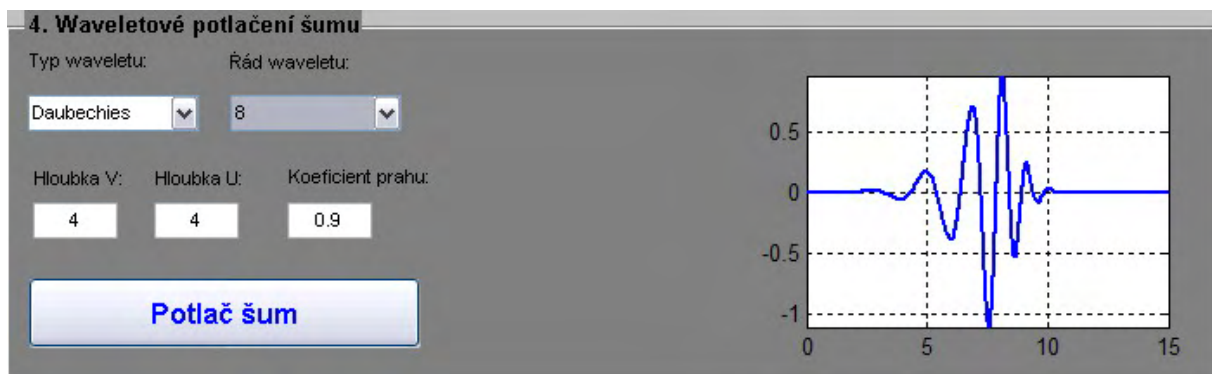 4. Waveletové potlačení šumu
Typ waveletu: Řád waveletu:
Daubechies 8
Hloubka V: Hloubka U: Koeficient prahu:
4 4 0.9
Potlač šum
0.5
0
-0.5
-1
0 5 10 15